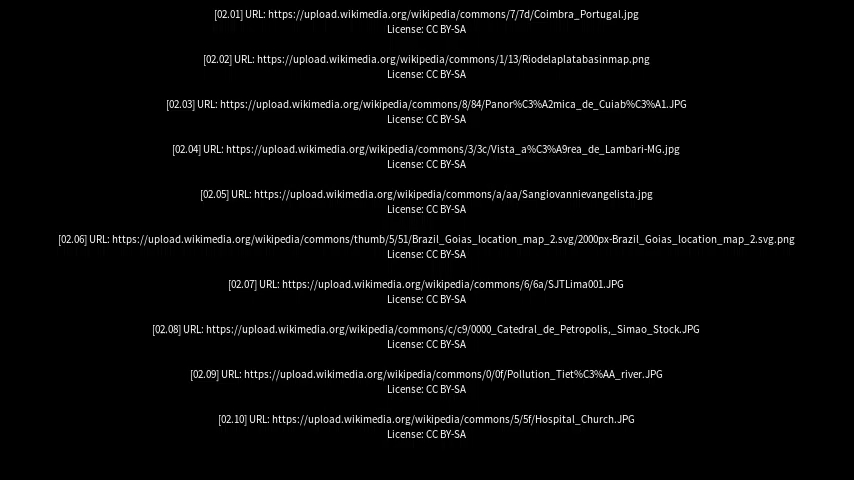 [02.01] URL: https://upload.wikimedia.org/wikipedia/commons/7/7d/Coimbra_Portugal.jpg
License: CC BY-SA
[02.02] URL: https://upload.wikimedia.org/wikipedia/commons/1/13/Riodelaplatabasinmap.png
License: CC BY-SA
[02.03] URL: https://upload.wikimedia.org/wikipedia/commons/8/84/Panor%C3%A2mica_de_Cuiab%C3%A1.JPG
License: CC BY-SA
[02.04] URL: https://upload.wikimedia.org/wikipedia/commons/3/3c/Vista_a%C3%A9rea_de_Lambari-MG.jpg
License: CC BY-SA
[02.05] URL: https://upload.wikimedia.org/wikipedia/commons/a/aa/Sangiovannievangelista.jpg
License: CC BY-SA
[02.06] URL: https://upload.wikimedia.org/wikipedia/commons/thumb/5/51/Brazil_Goias_location_map_2.svg/2000px-Brazil_Goias_location_map_2.svg.png
License: CC BY-SA
[02.07] URL: https://upload.wikimedia.org/wikipedia/commons/6/6a/SJTLima001.JPG
License: CC BY-SA
[02.08] URL: https://upload.wikimedia.org/wikipedia/commons/c/c9/0000_Catedral_de_Petropolis,_Simao_Stock.JPG
License: CC BY-SA
[02.09] URL: https://upload.wikimedia.org/wikipedia/commons/0/0f/Pollution_Tiet%C3%AA_river.JPG
License: CC BY-SA
[02.10] URL: https://upload.wikimedia.org/wikipedia/commons/5/5f/Hospital_Church.JPG
License: CC BY-SA